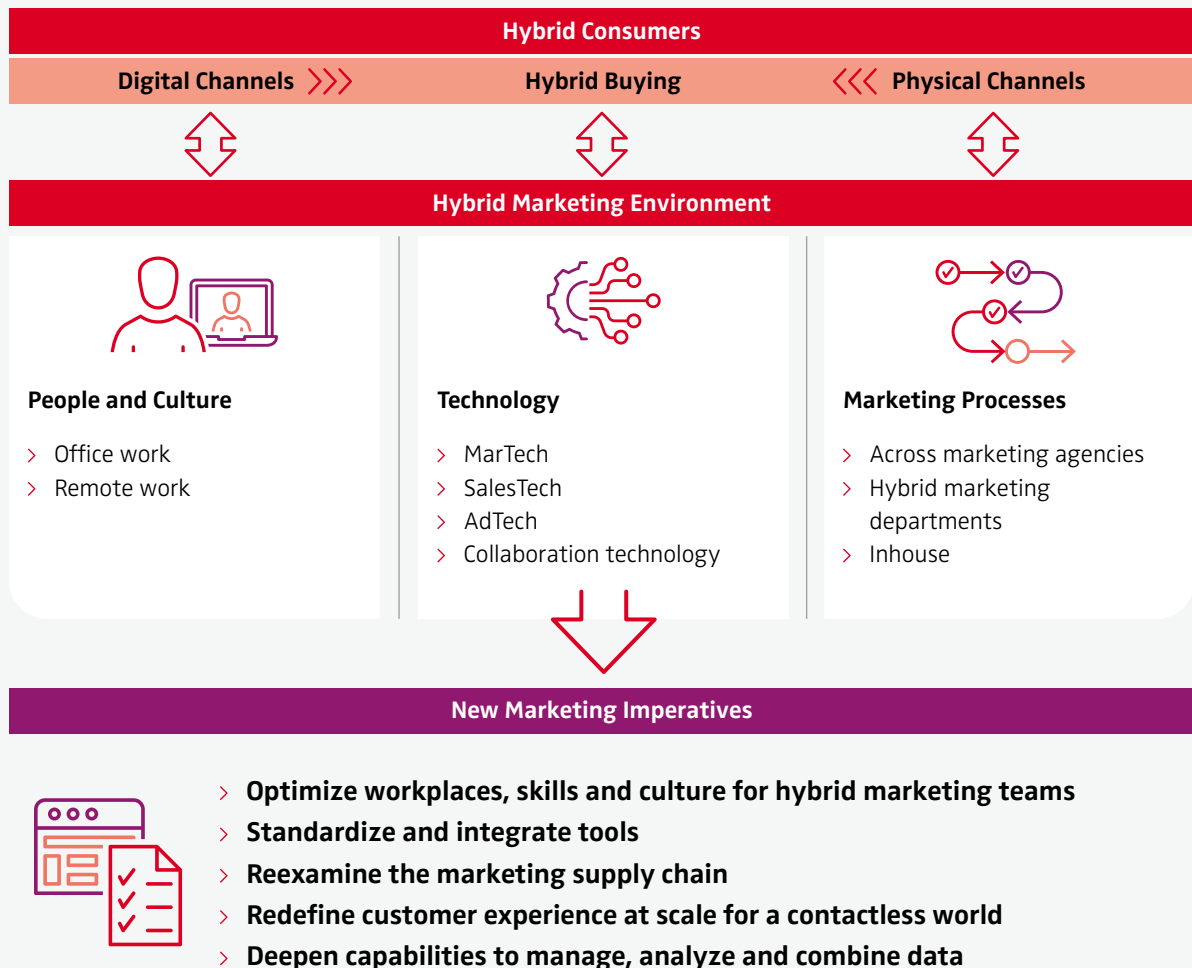 Hybrid Consumers
Digital Channels
Hybrid Buying
Physical Channels
Hybrid Marketing Environment
People and Culture
Office work
Remote work
Technology
MarTech
SalesTech
AdTech
Collaboration technology
Marketing Processes
Across marketing agencies
Hybrid marketing
departments
Inhouse
New Marketing Imperatives
Optimize workplaces, skills and culture for hybrid marketing teams
Standardize and integrate tools
Reexamine the marketing supply chain
Redefine customer experience at scale for a contactless world
Deepen capabilities to manage, analyze and combine data